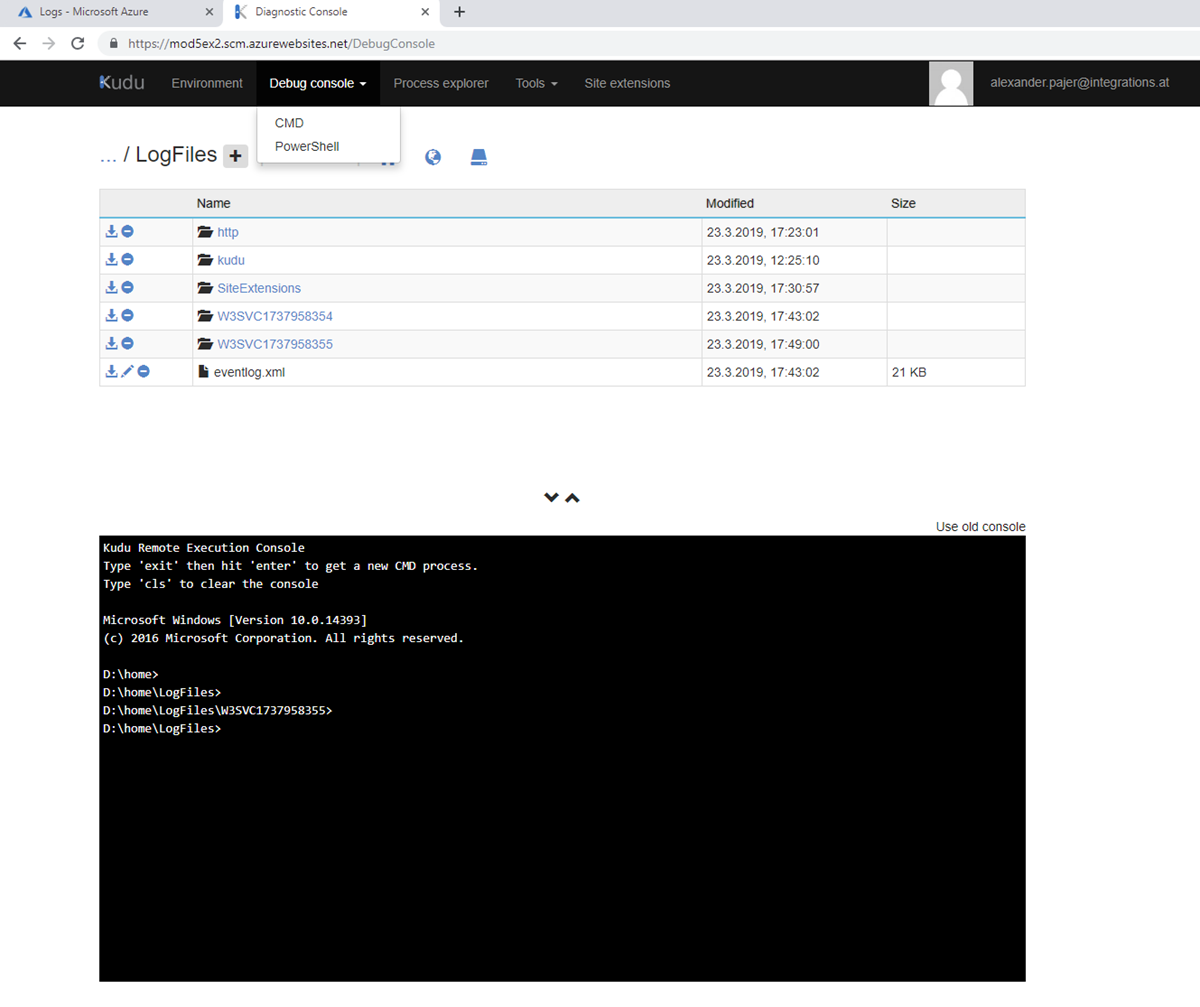 Logs - Microsoft Azure
Diagnostic Console
https://mod5ex2.scm.azurewebsites.net/DebugConsole
Kudu Environment Debug console Process explorer Tools Site extensions alexander.pajer@integrations.at
CMD
PowerShell
... / LogFiles +
Name Modified Size
http 23.3.2019, 17:23:01
kudu 23.3.2019, 12:25:10
SiteExtensions 23.3.2019, 17:30:57
W3SVC1737958354 23.3.2019, 17:43:02
W3SVC1737958355 23.3.2019, 17:49:00
eventlog.xml 23.3.2019, 17:43:02 21 KB
Use old console
Kudu Remote Execution Console
Type 'exit' then hit 'enter' to get a new CMD process.
Type 'cls' to clear the console
Microsoft Windows [Version 10.0.14393]
(c) 2016 Microsoft Corporation. All rights reserved.
D:\home>
D:\home\LogFiles>
D:\home\LogFiles\W3SVC1737958355>
D:\home\LogFiles>